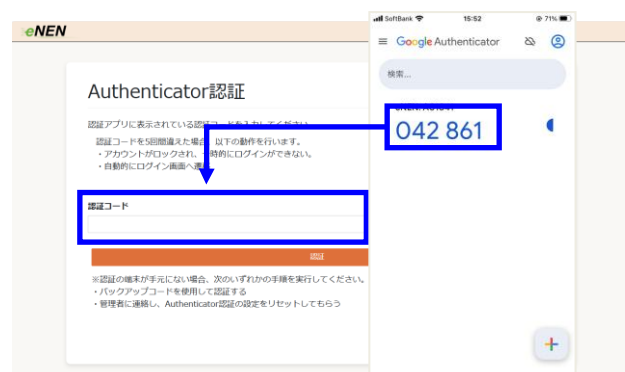 eNEN
Authenticator認証
認証アプリに表示されている認証コードを入力してください。
認証コードを5回間違えた場合、以下の動作を行います。
・アカウントがロックされ、一時的にログインができない。
・自動的にログイン画面へ遷
認証コード
認証
※認証の端末が手元にない場合、次のいずれかの手順を実行してください。
・バックアップコードを使用して認証する
・管理者に連絡し、Authenticator認証の設定をリセットしてもらう
SoftBank 15:52 71%
Google Authenticator
検索...
042 861